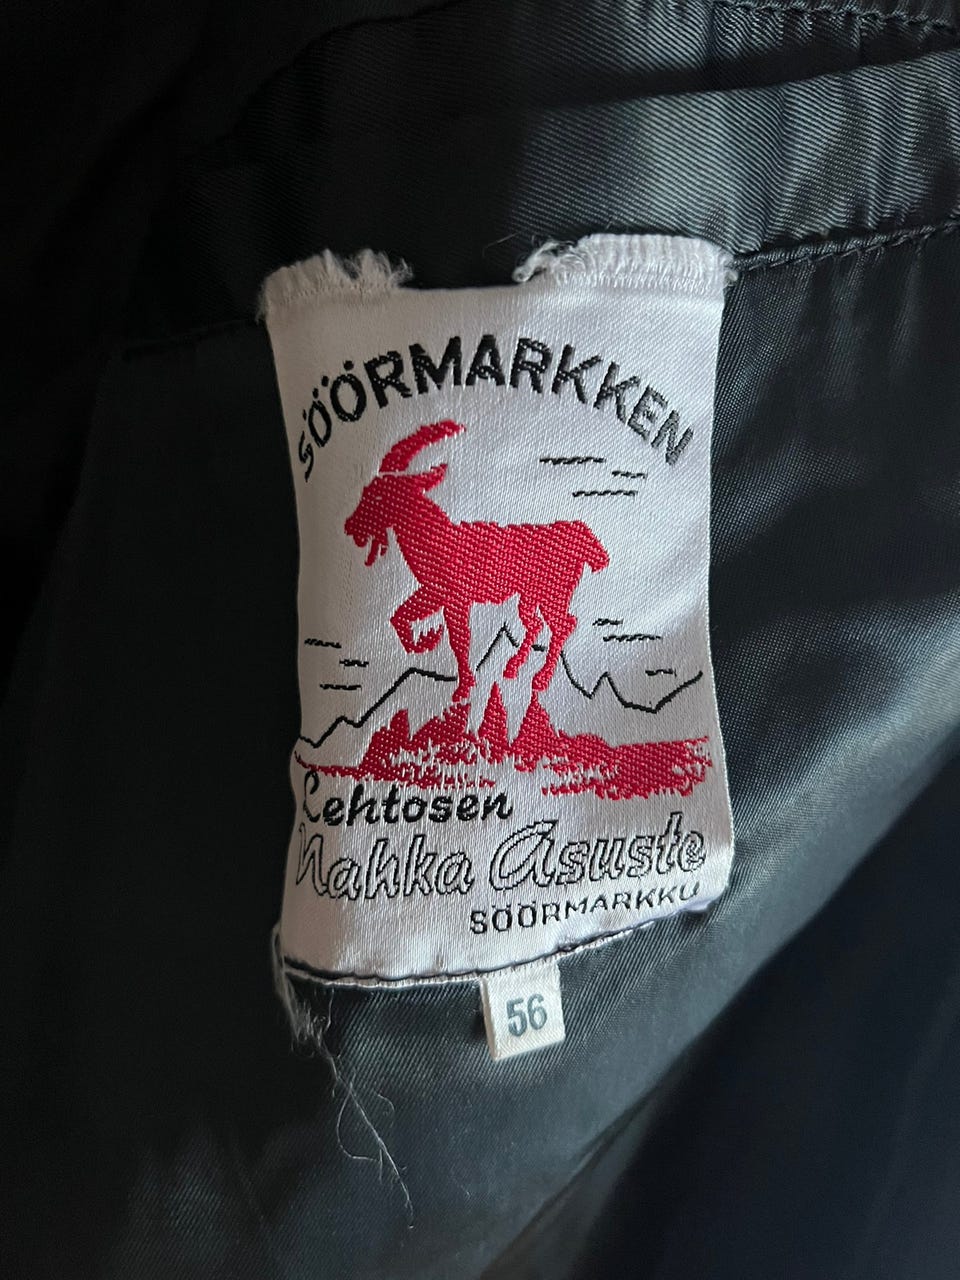 SÖÖRMARKKEN
Lehtosen
Nahka Asuste
SÖÖRMARKKU
56